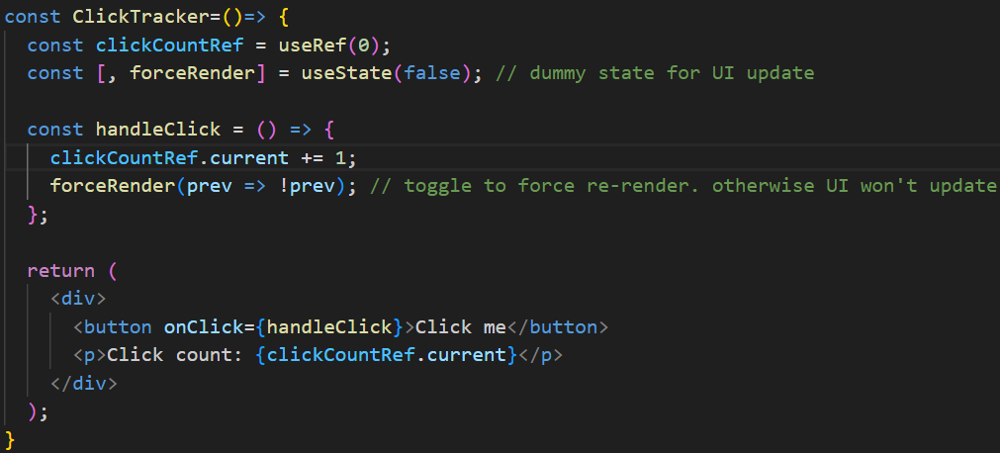 const ClickTracker=()=> {
  const clickCountRef = useRef(0);
  const [, forceRender] = useState(false); // dummy state for UI update
  const handleClick = () => {
    clickCountRef.current += 1;
    forceRender(prev => !prev); // toggle to force re-render. otherwise UI won't update
  };
  return (
    <div>
      <button onClick={handleClick}>Click me</button>
      <p>Click count: {clickCountRef.current}</p>
    </div>
  );
}